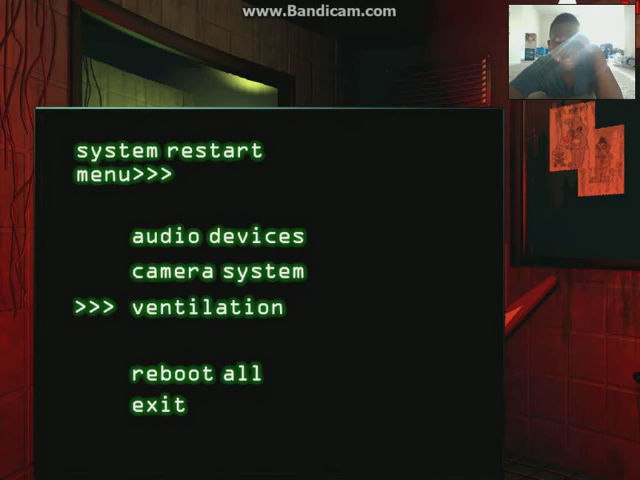 www.Bandicam.com
system restart
menu>>>
audio devices
camera system
>>> ventilation
reboot all
exit